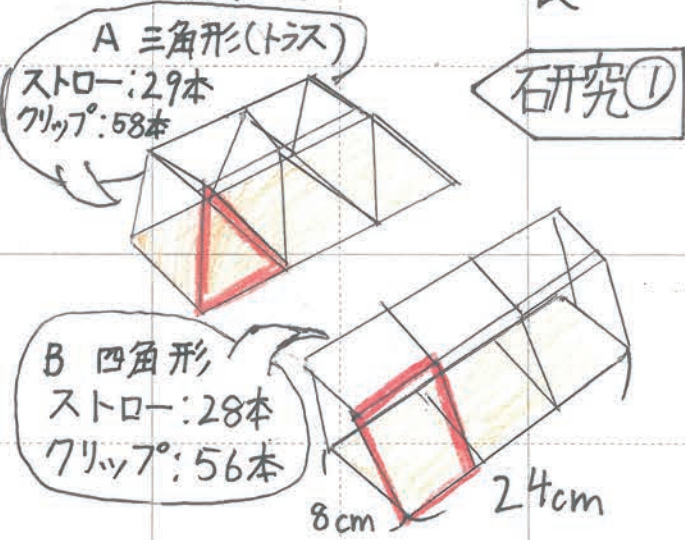 A 三角形(トラス)
ストロー:29本
クリップ:58本
研究①
B 四角形
ストロー:28本
クリップ:56本
8cm
24cm